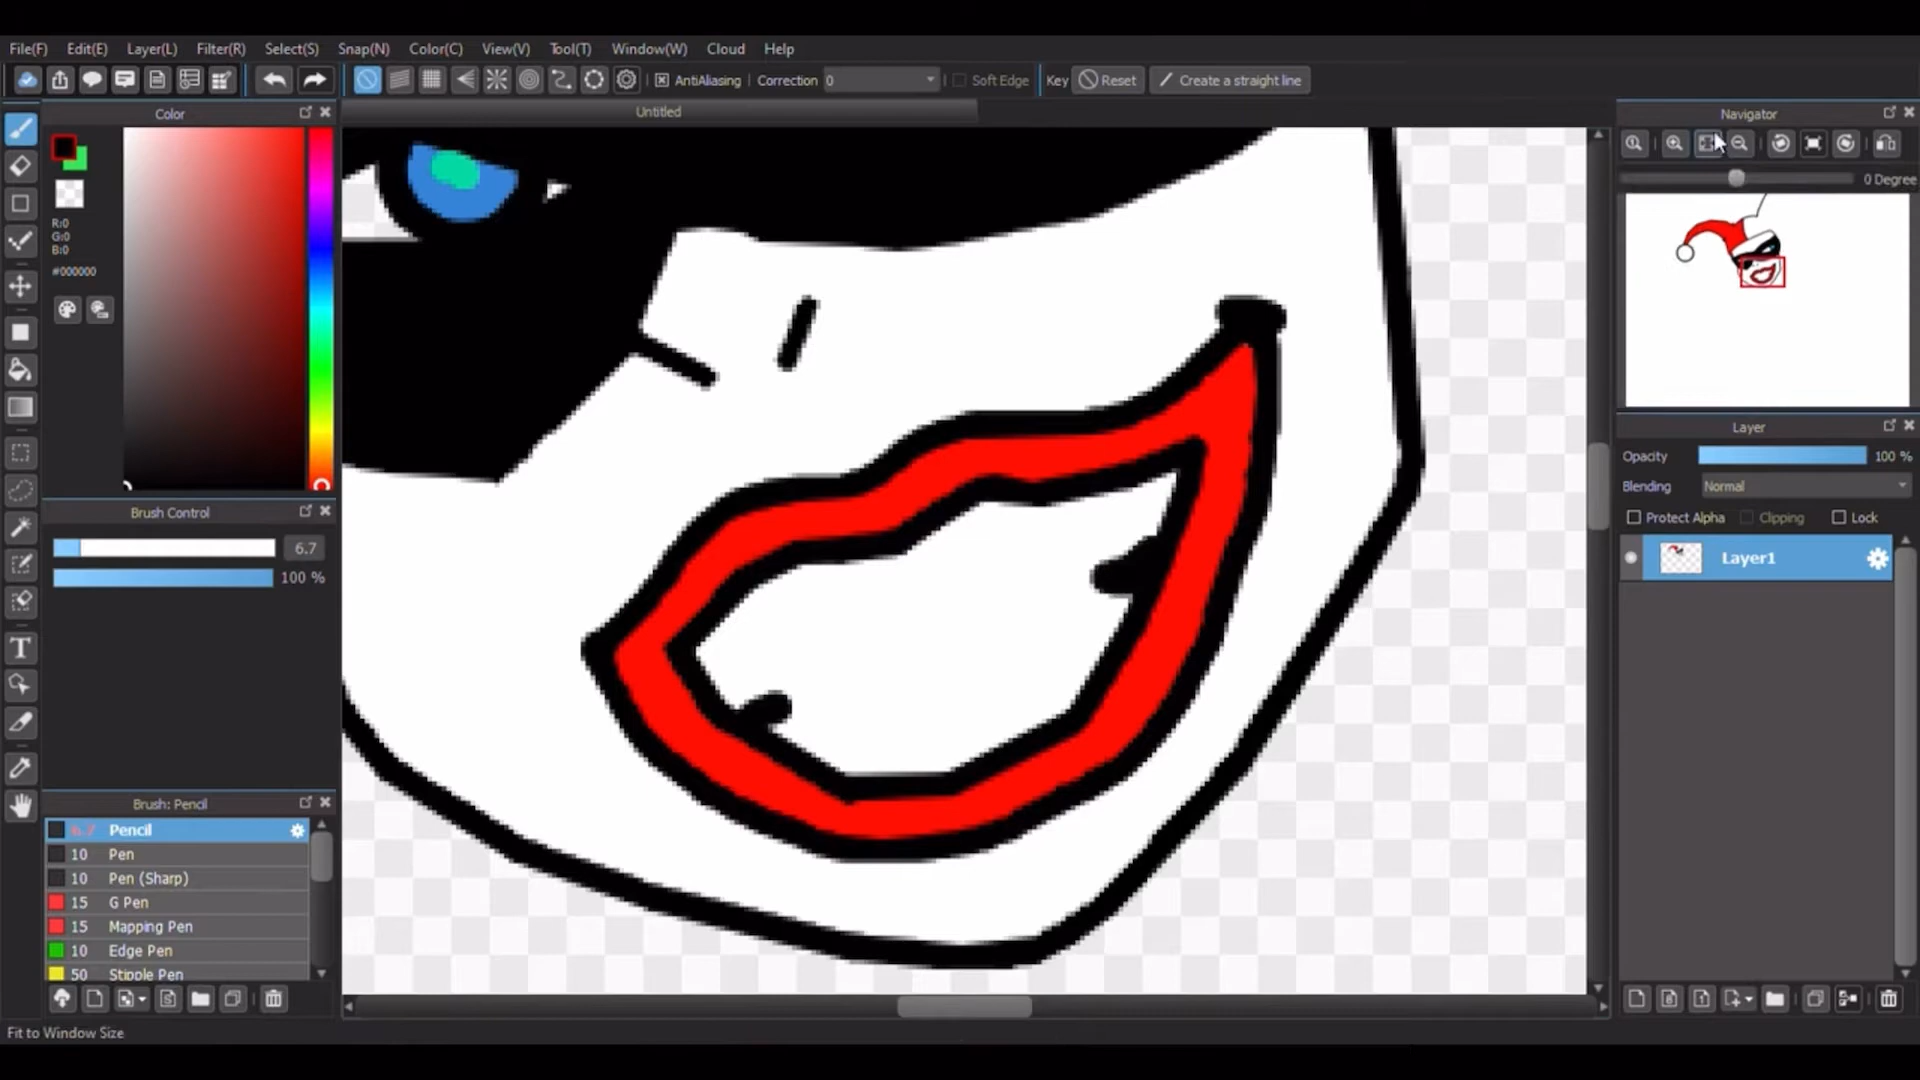 File(F) Edit(E) Layer(L) Filter(R) Select(S) Snap(N) Color(C) View(V) Tool(T) Window(W) Cloud Help
AntiAliasing Correction 0 Soft Edge Key Reset Create a straight line
Color
Untitled
Navigator
0 Degree
R:0
G:0
B:0
#000000
Layer
Opacity 100 %
Blending Normal
Protect Alpha Clipping Lock
Layer1
Brush Control
6.7
100 %
Brush: Pencil
6.7 Pencil
10 Pen
10 Pen (Sharp)
15 G Pen
15 Mapping Pen
10 Edge Pen
50 Stipple Pen
Fit to Window Size